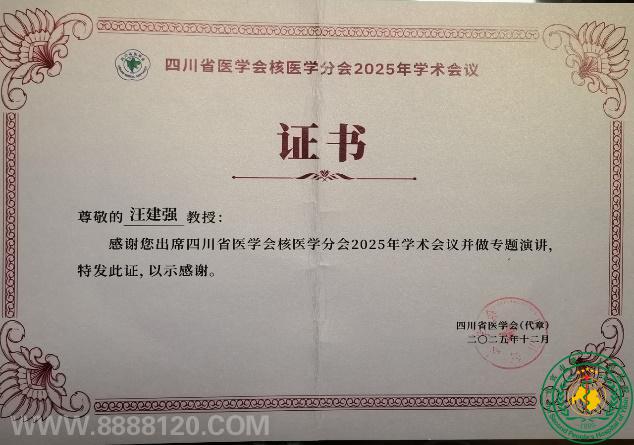 四川省医学会核医学分会2025年学术会议
证书
尊敬的 汪建强 教授:
感谢您出席四川省医学会核医学分会2025年学术会议并做专题演讲,
特发此证, 以示感谢。
四川省医学会(代章)
二〇二五年十二月
WWW.8888120.COM